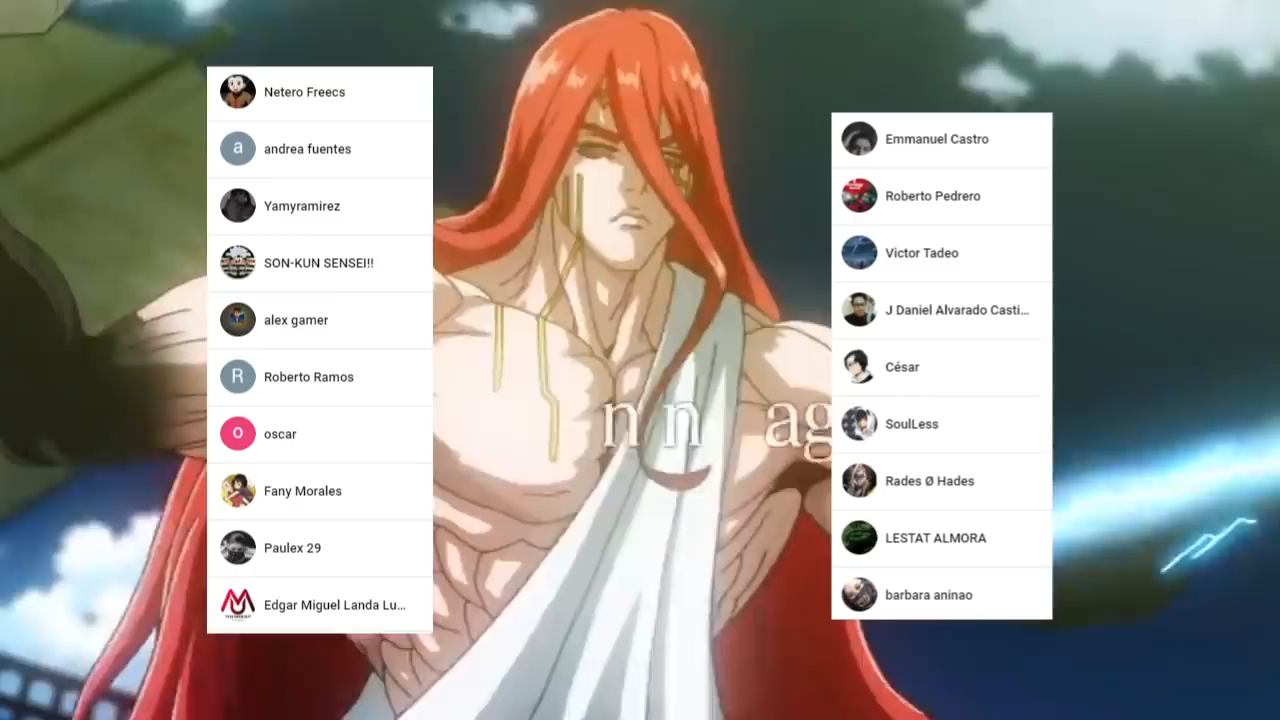 Netero Freecs
a andrea fuentes
Yamyramirez
SON-KUN SENSEI!!
alex gamer
R Roberto Ramos
o oscar
Fany Morales
Paulex 29
Edgar Miguel Landa Lu...
n n ag
Emmanuel Castro
Roberto Pedrero
Victor Tadeo
J Daniel Alvarado Casti...
César
SoulLess
Rades Ø Hades
LESTAT ALMORA
barbara aninao